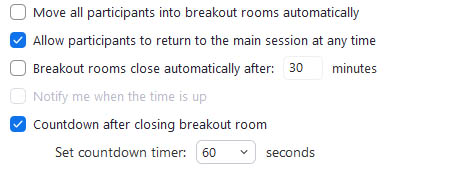 Move all participants into breakout rooms automatically
Allow participants to return to the main session at any time
Breakout rooms close automatically after: 30 minutes
Notify me when the time is up
Countdown after closing breakout room
Set countdown timer: 60 seconds